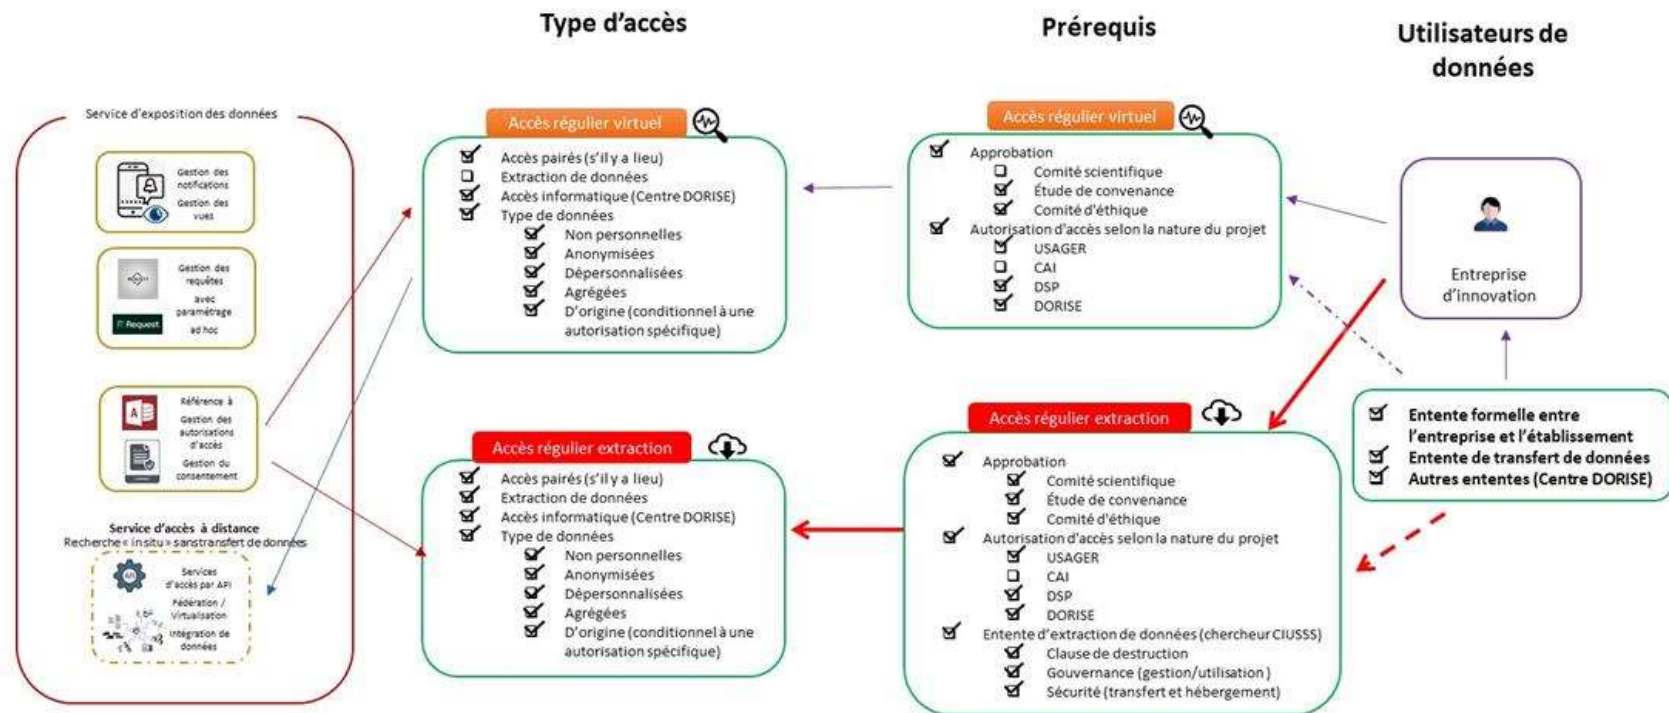 Type d'accès
Prérequis
Utilisateurs de
données
Service d'exposition des données
Gestion des
notifications
Gestion des
vues
Gestion des
requêtes
avec
paramétrage
ad hoc
Request
Référence à
Gestion des
autorisations
d'accès
Gestion du
consentement
Service d'accès à distance
Recherche « in situ » sans transfert de données
API
Services
d'accès par API
Fédération /
Virtualisation
Intégration de
données
Accès régulier virtuel
Accès pairés (s'il y a lieu)
Extraction de données
Accès informatique (Centre DORISE)
Type de données
Non personnelles
Anonymisées
Dépersonnalisées
Agrégées
D'origine (conditionnel à une
autorisation spécifique)
Accès régulier extraction
Accès pairés (s'il y a lieu)
Extraction de données
Accès informatique (Centre DORISE)
Type de données
Non personnelles
Anonymisées
Dépersonnalisées
Agrégées
D'origine (conditionnel à une
autorisation spécifique)
Accès régulier virtuel
Approbation
Comité scientifique
Étude de convenance
Comité d'éthique
Autorisation d'accès selon la nature du projet
USAGER
CAI
DSP
DORISE
Accès régulier extraction
Approbation
Comité scientifique
Étude de convenance
Comité d'éthique
Autorisation d'accès selon la nature du projet
USAGER
CAI
DSP
DORISE
Entente d'extraction de données (chercheur CIUSSS)
Clause de destruction
Gouvernance (gestion/utilisation )
Sécurité (transfert et hébergement)
Entreprise
d'innovation
Entente formelle entre
l'entreprise et l'établissement
Entente de transfert de données
Autres ententes (Centre DORISE)